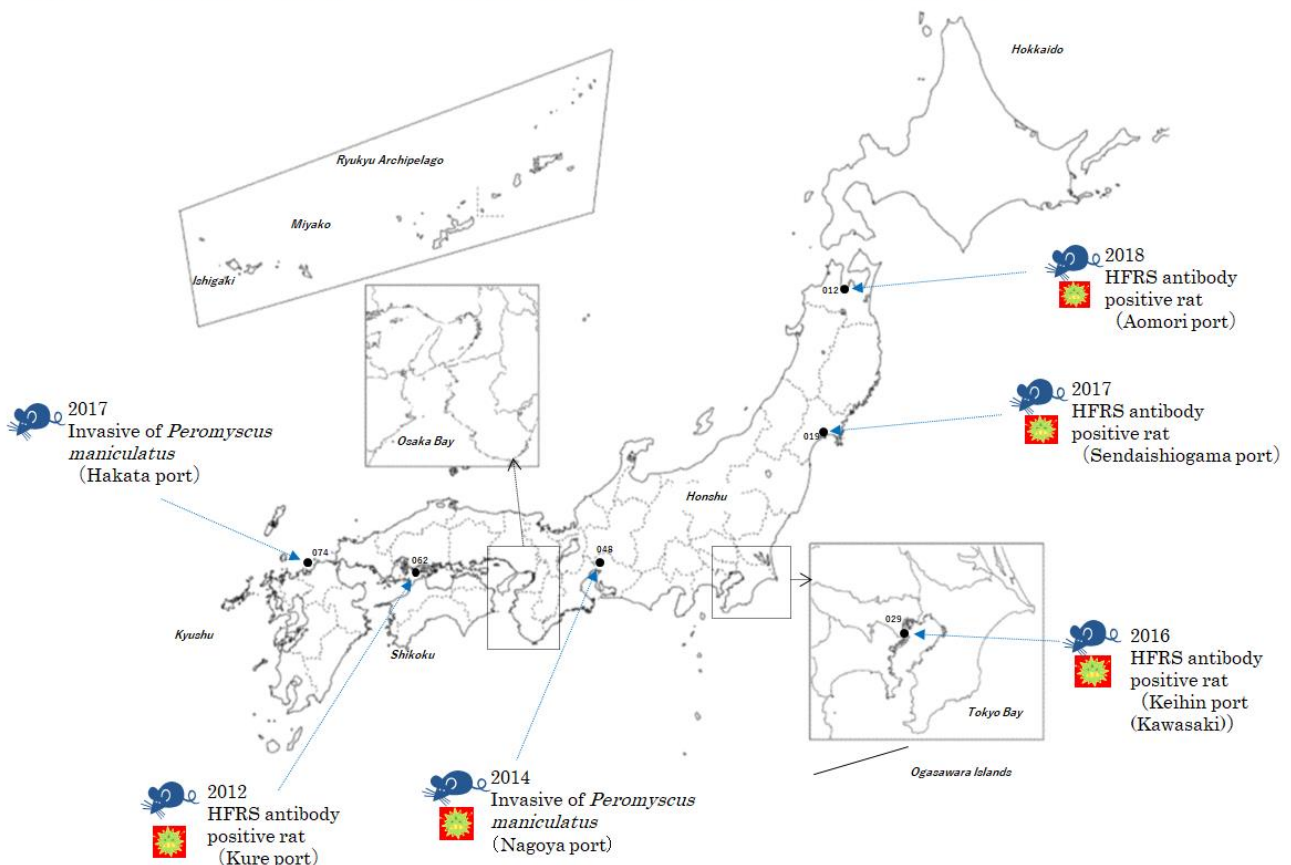 Hokkaido
Ryukyu Archipelago
Miyako
Ishigaki
2018
HFRS antibody
positive rat
(Aomori port)
012
2017
HFRS antibody
positive rat
(Sendaishiogama port)
019
2017
Invasive of Peromyscus
maniculatus
(Hakata port)
Osaka Bay
Honshu
074
062
048
Kyushu
Shikoku
029
Tokyo Bay
2016
HFRS antibody
positive rat
(Keihin port
(Kawasaki))
Ogasawara Islands
2012
HFRS antibody
positive rat
(Kure port)
2014
Invasive of Peromyscus
maniculatus
(Nagoya port)